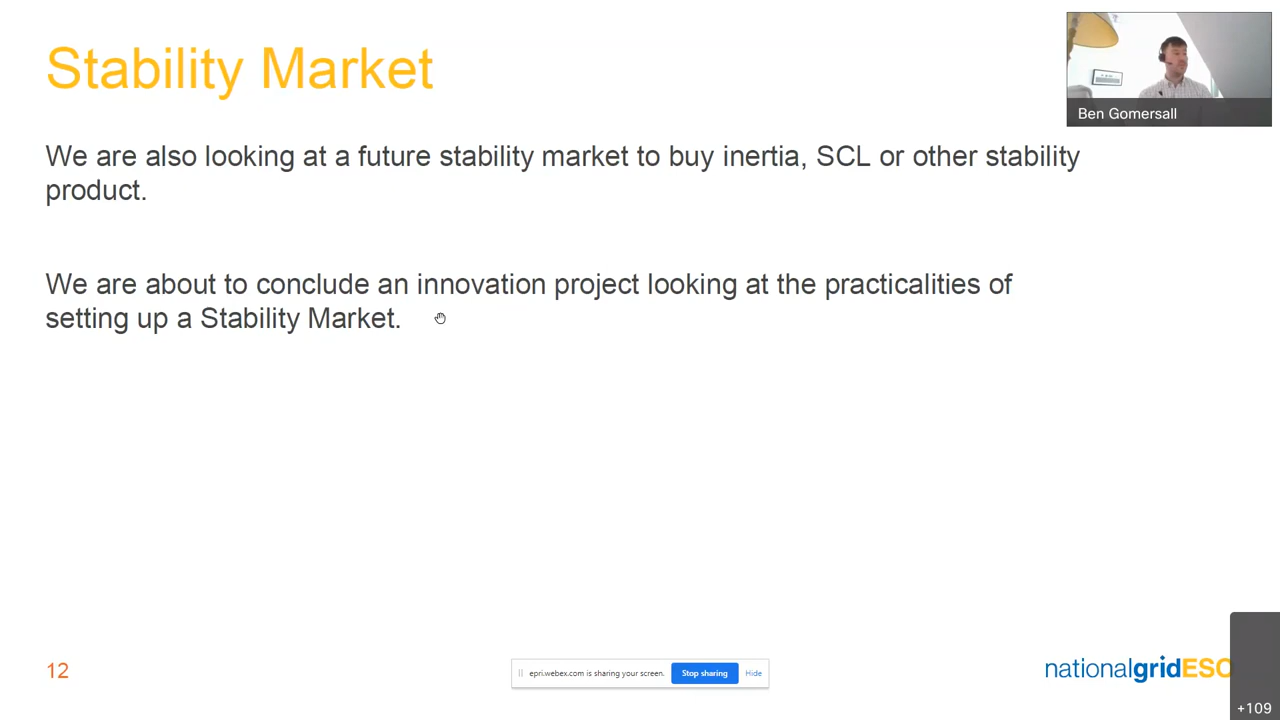 Stability Market
Ben Gomersall
We are also looking at a future stability market to buy inertia, SCL or other stability
product.
We are about to conclude an innovation project looking at the practicalities of
setting up a Stability Market.
12
epri.webex.com is sharing your screen.
Stop sharing
Hide
nationalgridESO
+109